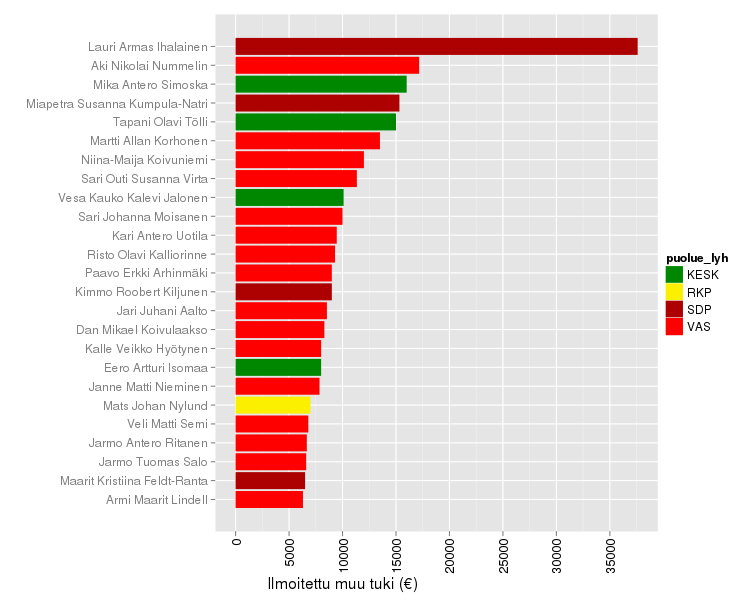 Lauri Armas Ihalainen
Aki Nikolai Nummelin
Mika Antero Simoska
Miapetra Susanna Kumpula-Natri
Tapani Olavi Tölli
Martti Allan Korhonen
Niina-Maija Koivuniemi
Sari Outi Susanna Virta
Vesa Kauko Kalevi Jalonen
Sari Johanna Moisanen
Kari Antero Uotila
Risto Olavi Kalliorinne
Paavo Erkki Arhinmäki
Kimmo Roobert Kiljunen
Jari Juhani Aalto
Dan Mikael Koivulaakso
Kalle Veikko Hyötynen
Eero Artturi Isomaa
Janne Matti Nieminen
Mats Johan Nylund
Veli Matti Semi
Jarmo Antero Ritanen
Jarmo Tuomas Salo
Maarit Kristiina Feldt-Ranta
Armi Maarit Lindell
0 5000 10000 15000 20000 25000 30000 35000
Ilmoitettu muu tuki (€)
puolue_lyh
KESK
RKP
SDP
VAS